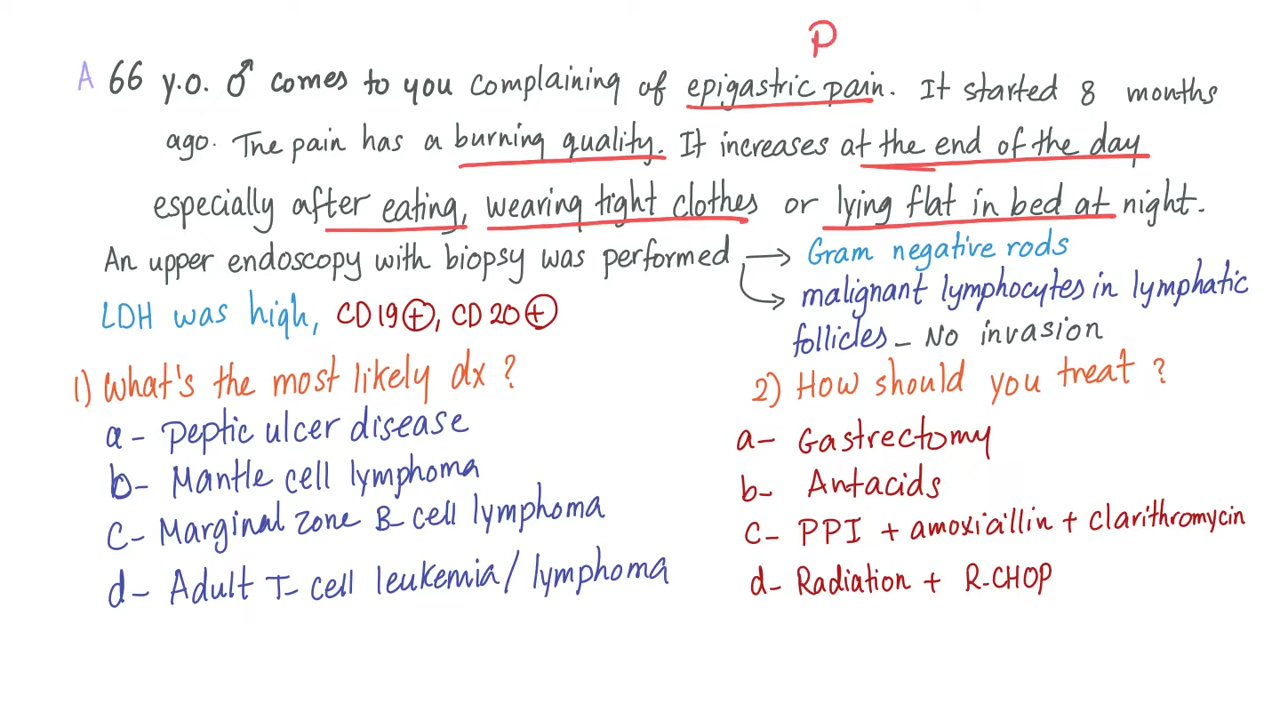 P
A 66 y.o. ♂ comes to you complaining of epigastric pain. It started 8 months
ago. The pain has a burning quality. It increases at the end of the day
especially after eating, wearing tight clothes or lying flat in bed at night.
An upper endoscopy with biopsy was performed → Gram negative rods
→ malignant lymphocytes in lymphatic
follicles - No invasion
LDH was high, CD19⊕, CD20⊕
1) What's the most likely dx?
a- Peptic ulcer disease
b- Mantle cell lymphoma
c- Marginal zone B-cell lymphoma
d- Adult T-cell leukemia/lymphoma
2) How should you treat?
a- Gastrectomy
b- Antacids
c- PPI + amoxicillin + clarithromycin
d- Radiation + R-CHOP